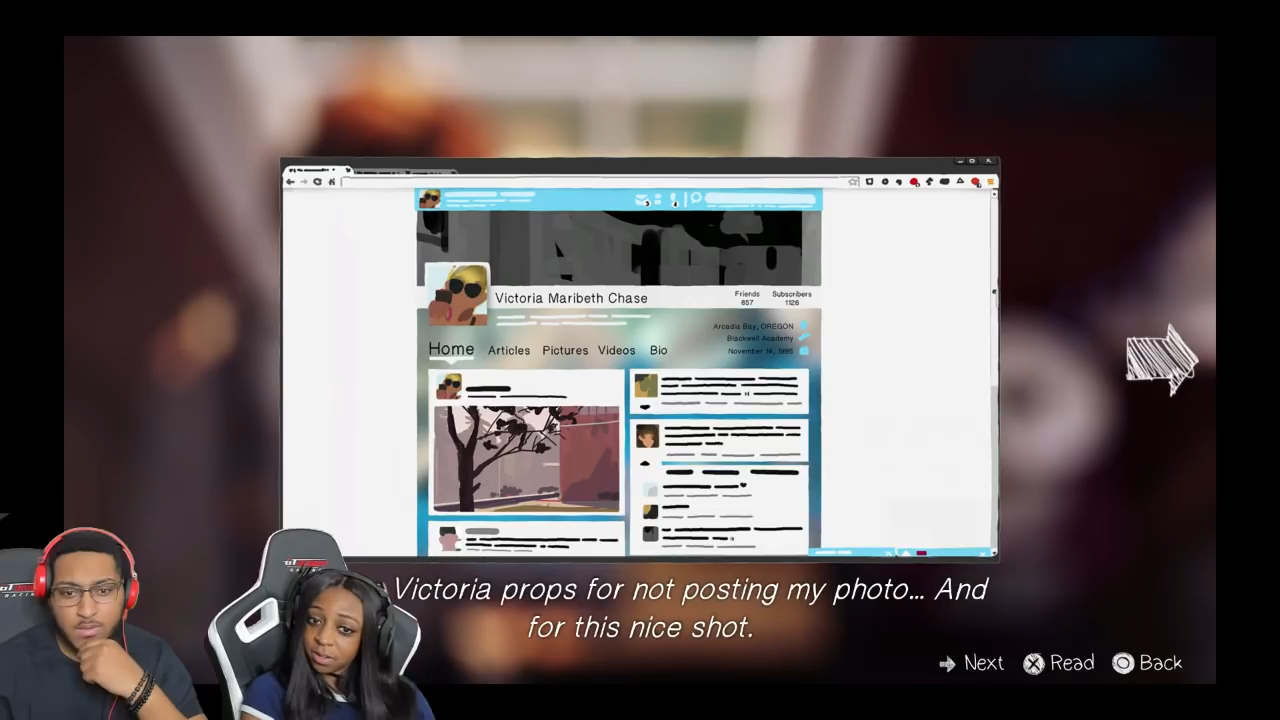 Victoria Maribeth Chase
Friends
657
Subscribers
1126
Arcadia Bay, OREGON
Blackwell Academy
November 14, 1995
Home Articles Pictures Videos Bio
Victoria props for not posting my photo... And
for this nice shot.
Next Read Back